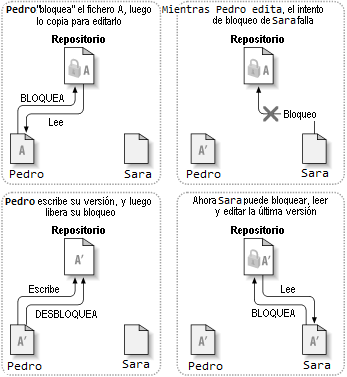 Pedro"bloquea" el fichero A, luego
lo copia para editarlo
Repositorio
A
BLOQUEA
Lee
A
Pedro
Sara
Mientras Pedro edita, el intento
de bloqueo de Sara falla
Repositorio
A
Bloqueo
A'
Pedro
Sara
Pedro escribe su versión, y luego
libera su bloqueo
Repositorio
A'
Escribe
DESBLOQUEA
A'
Pedro
Sara
Ahora Sara puede bloquear, leer
y editar la última versión
Repositorio
A'
Lee
BLOQUEA
A'
A'
Pedro
Sara